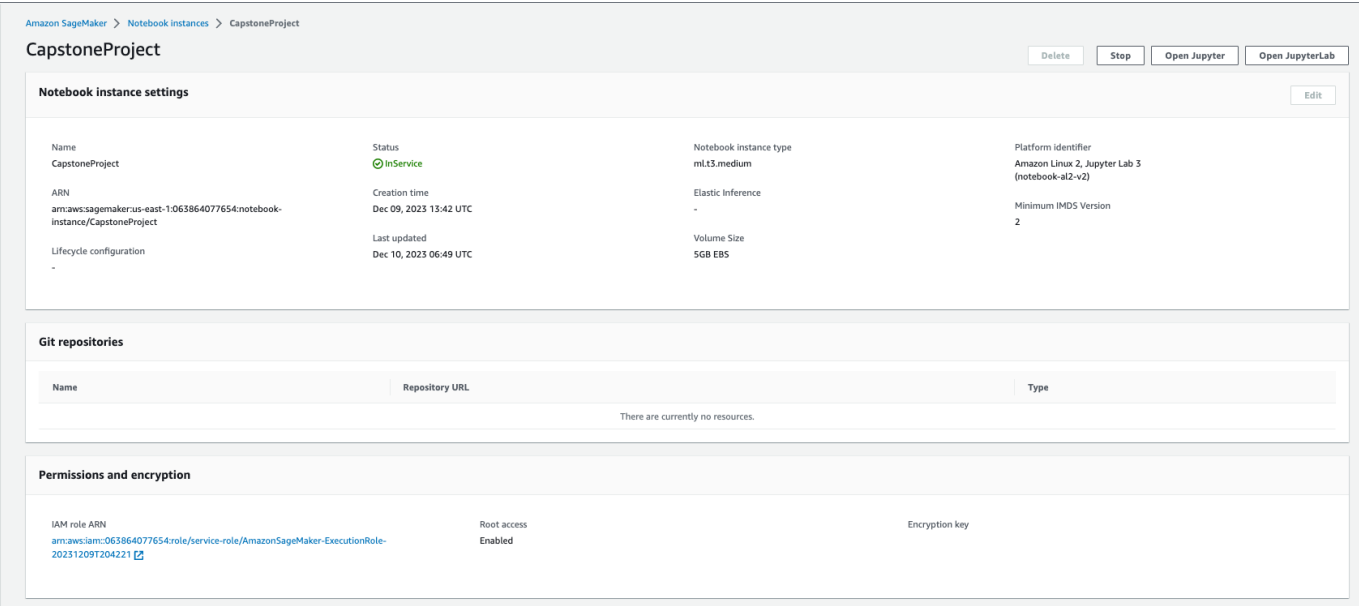 Amazon SageMaker > Notebook instances > CapstoneProject
CapstoneProject
Delete Stop Open Jupyter Open JupyterLab
Notebook instance settings
Edit
Name
CapstoneProject
ARN
arn:aws:sagemaker:us-east-1:063864077654:notebook-
instance/CapstoneProject
Lifecycle configuration
-
Status
InService
Creation time
Dec 09, 2023 13:42 UTC
Last updated
Dec 10, 2023 06:49 UTC
Notebook instance type
ml.t3.medium
Elastic Inference
-
Volume Size
5GB EBS
Platform identifier
Amazon Linux 2, Jupyter Lab 3
(notebook-al2-v2)
Minimum IMDS Version
2
Git repositories
Name Repository URL Type
There are currently no resources.
Permissions and encryption
IAM role ARN
arn:aws:iam::063864077654:role/service-role/AmazonSageMaker-ExecutionRole-
20231209T204221
Root access
Enabled
Encryption key